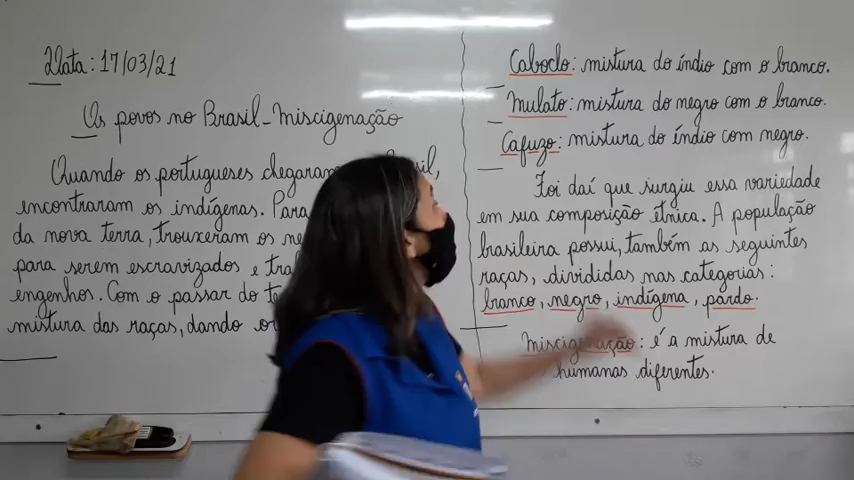 Data: 17/03/21
Os povos no Brasil - Miscigenação
Quando os portugueses chegaram
encontraram os indígenas. Para
da nova terra, trouxeram os
para serem escravizados e
engenhos. Com o passar do
mistura das raças, dando
Caboclo: mistura do índio com o branco.
Mulato: mistura do negro com o branco.
Cafuzo: mistura do índio com negro.
Foi daí que surgiu essa variedade
em sua composição étnica. A população
brasileira possui, também as seguintes
raças, divididas nas categorias:
branco, negro, indígena, pardo.
Miscigenação: é a mistura de
humanas diferentes.